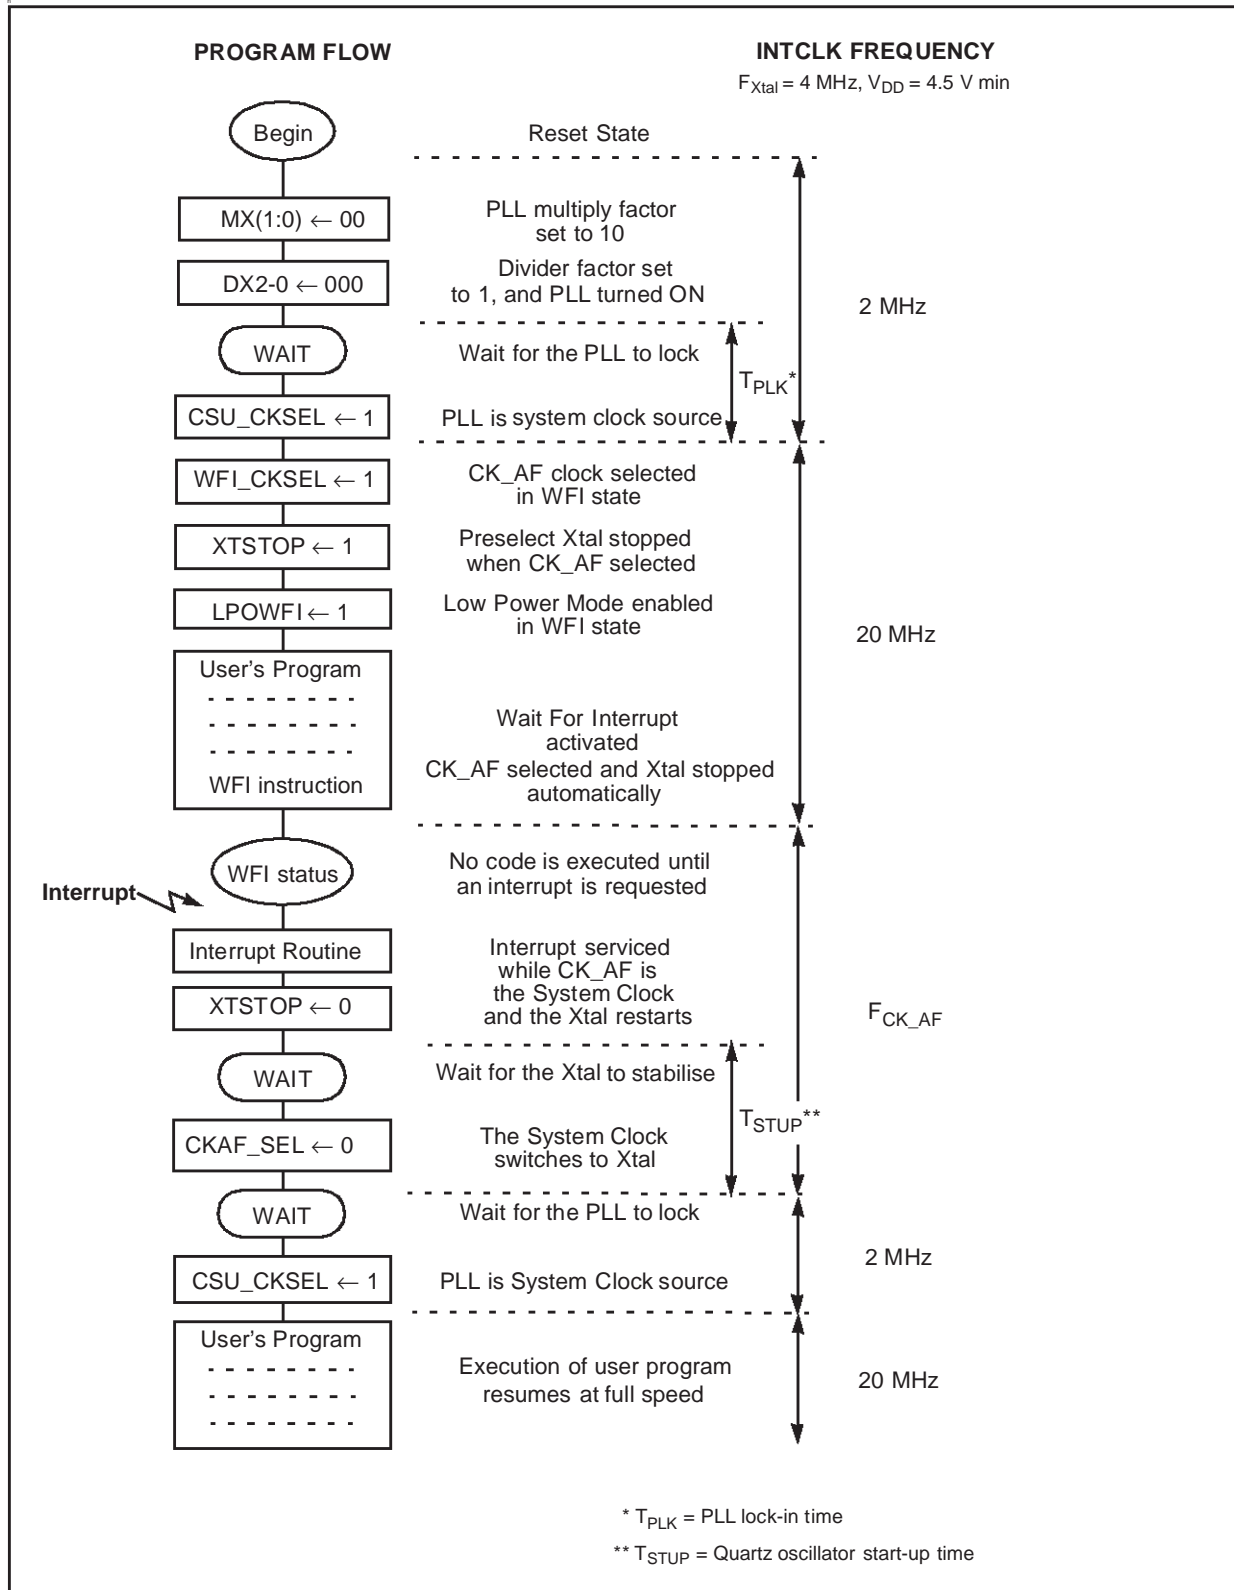 PROGRAM FLOW
INTCLK FREQUENCY
F_Xtal = 4 MHz, V_DD = 4.5 V min
Begin
Reset State
MX(1:0) ← 00
PLL multiply factor
set to 10
DX2-0 ← 000
Divider factor set
to 1, and PLL turned ON
2 MHz
WAIT
Wait for the PLL to lock
T_PLK*
CSU_CKSEL ← 1
PLL is system clock source
WFI_CKSEL ← 1
CK_AF clock selected
in WFI state
XTSTOP ← 1
Preselect Xtal stopped
when CK_AF selected
LPOWFI ← 1
Low Power Mode enabled
in WFI state
20 MHz
User's Program
WFI instruction
Wait For Interrupt
activated
CK_AF selected and Xtal stopped
automatically
WFI status
No code is executed until
an interrupt is requested
Interrupt
Interrupt Routine
Interrupt serviced
while CK_AF is
the System Clock
and the Xtal restarts
XTSTOP ← 0
F_CK_AF
WAIT
Wait for the Xtal to stabilise
T_STUP**
CKAF_SEL ← 0
The System Clock
switches to Xtal
WAIT
Wait for the PLL to lock
2 MHz
CSU_CKSEL ← 1
PLL is System Clock source
User's Program
Execution of user program
resumes at full speed
20 MHz
* T_PLK = PLL lock-in time
** T_STUP = Quartz oscillator start-up time